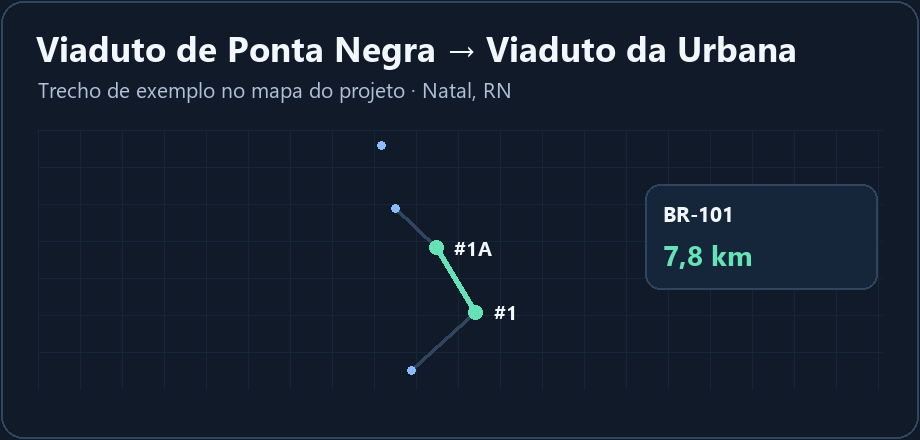 Viaduto de Ponta Negra → Viaduto da Urbana
Trecho de exemplo no mapa do projeto · Natal, RN
BR-101
#1A
7,8 km
#1